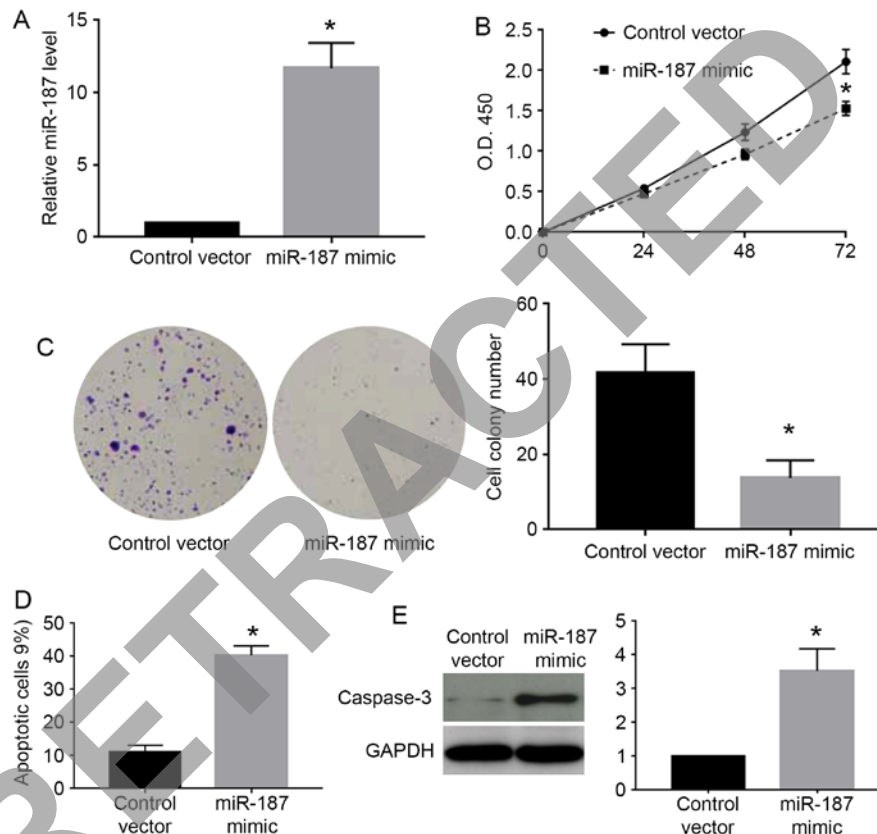 A
Relative miR-187 level
15
10
5
0
*
Control vector
miR-187 mimic
B
O.D. 450
2.5
2.0
1.5
1.0
0.5
0.0
Control vector
miR-187 mimic
*
0
24
48
72
C
Control vector
miR-187 mimic
Cell colony number
60
40
20
0
*
Control vector
miR-187 mimic
D
Apoptotic cells 9%)
50
40
30
20
10
0
*
Control
vector
miR-187
mimic
E
Control
vector
miR-187
mimic
Caspase-3
GAPDH
5
4
3
2
1
0
*
Control
vector
miR-187
mimic
RETRACTED